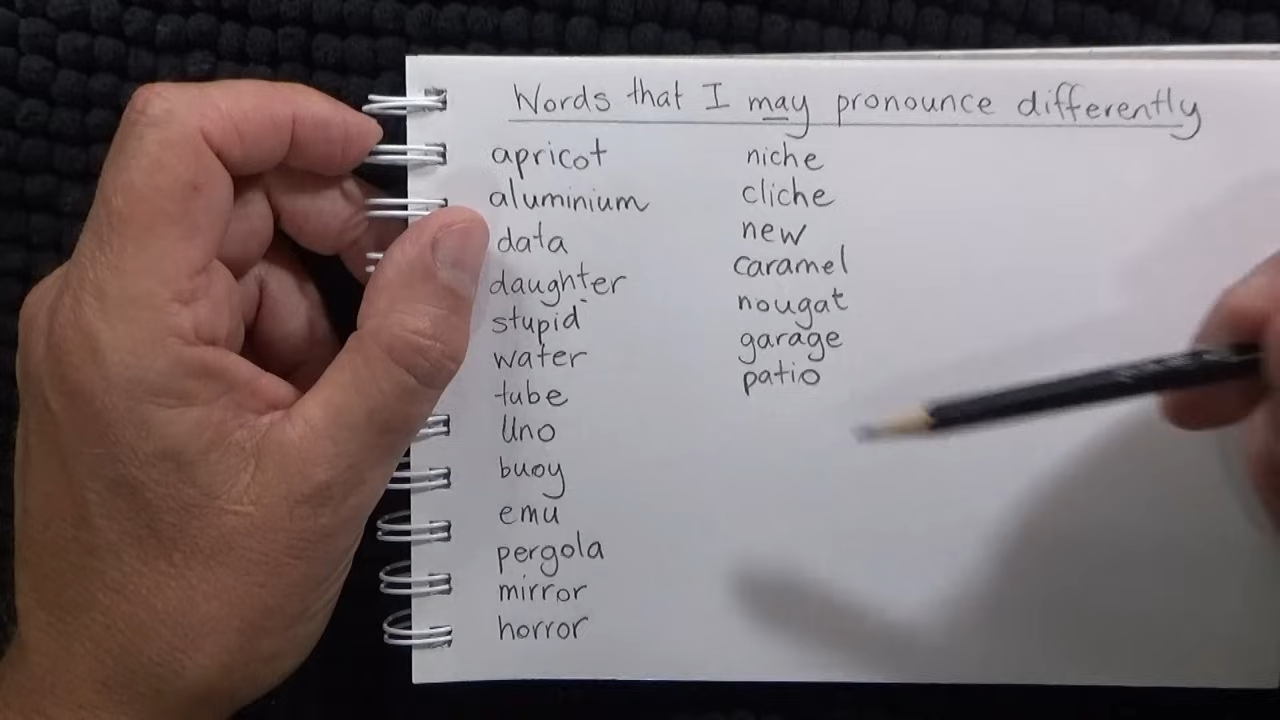 Words that I may pronounce differently
apricot
aluminium
data
daughter
stupid
water
tube
Uno
buoy
emu
pergola
mirror
horror
niche
cliche
new
caramel
nougat
garage
patio